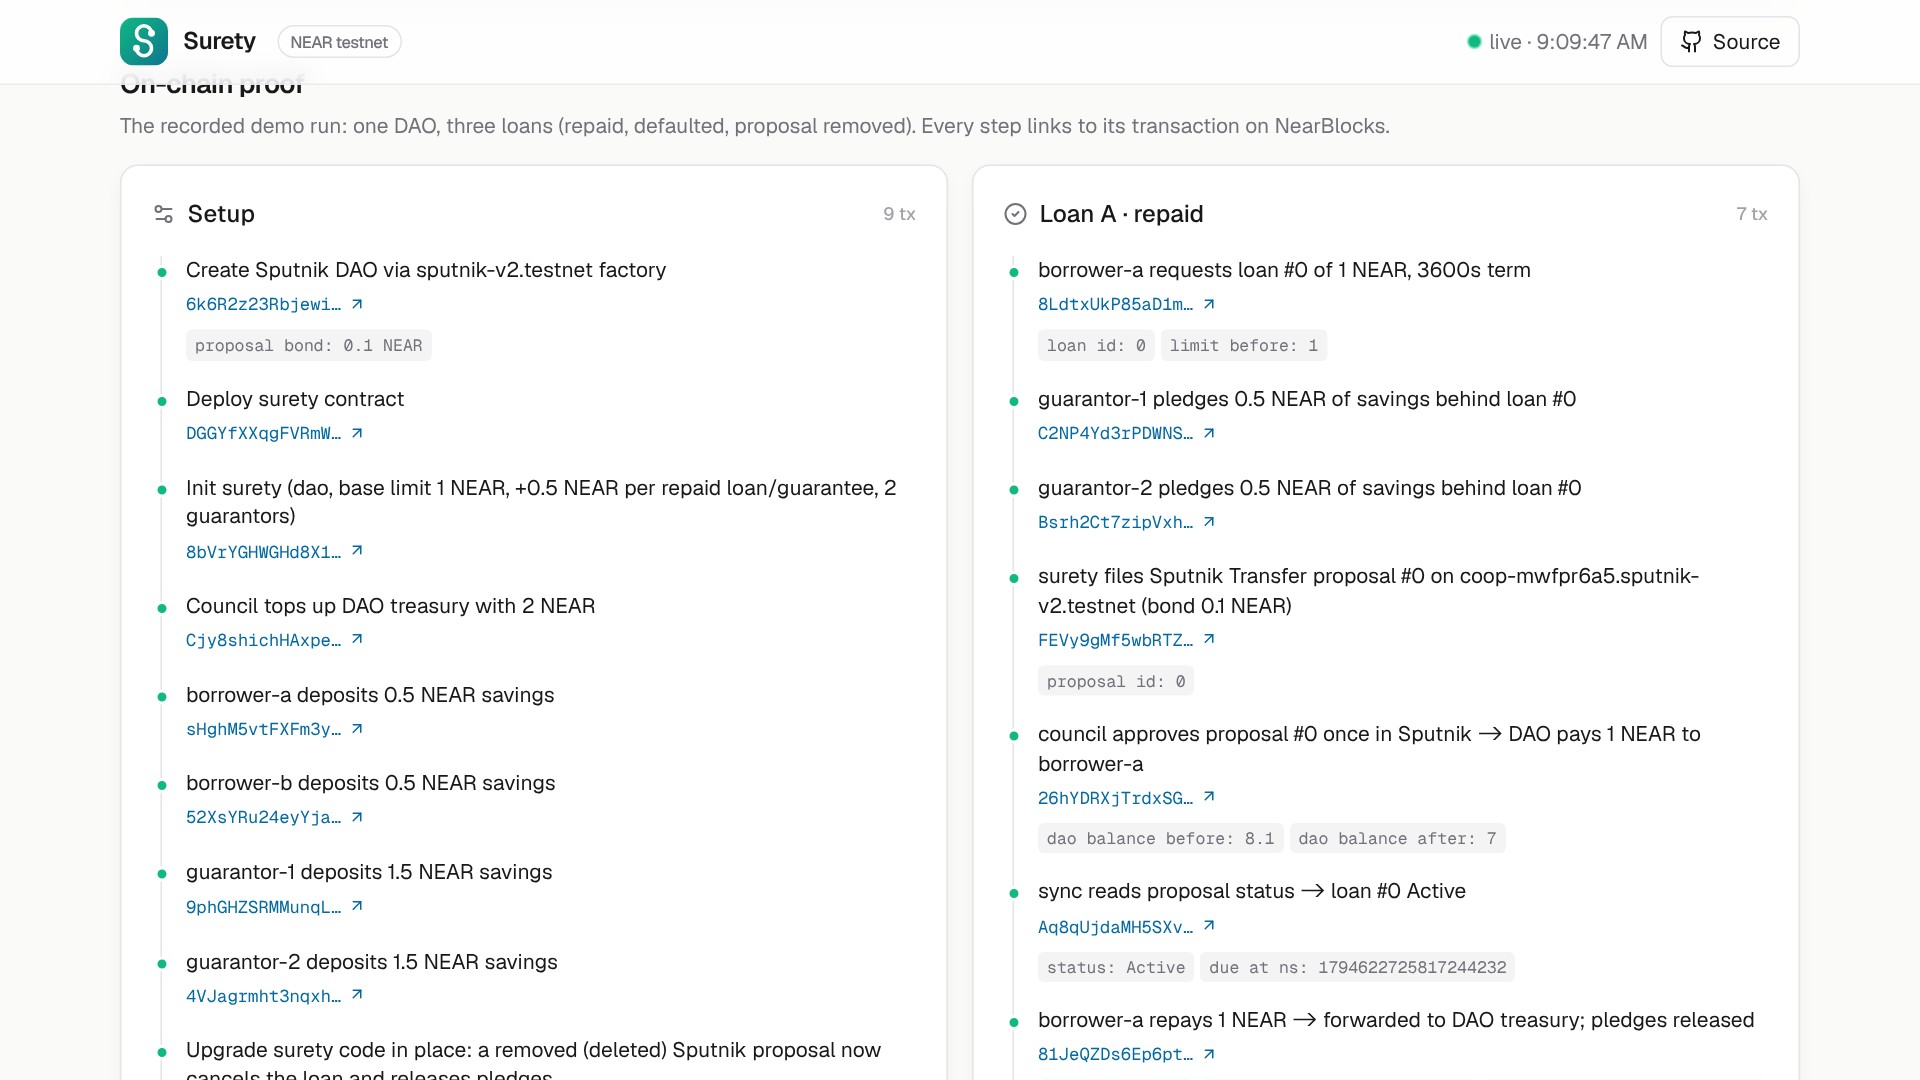 Surety
NEAR testnet
live · 9:09:47 AM
Source
On-chain proof
The recorded demo run: one DAO, three loans (repaid, defaulted, proposal removed). Every step links to its transaction on NearBlocks.
Setup
9 tx
Create Sputnik DAO via sputnik-v2.testnet factory
6k6R2z23Rbjewi… ↗
proposal bond: 0.1 NEAR
Deploy surety contract
DGGYfXXqgFVRmW… ↗
Init surety (dao, base limit 1 NEAR, +0.5 NEAR per repaid loan/guarantee, 2
guarantors)
8bVrYGHWGHd8X1… ↗
Council tops up DAO treasury with 2 NEAR
Cjy8shichHAxpe… ↗
borrower-a deposits 0.5 NEAR savings
sHghM5vtFXFm3y… ↗
borrower-b deposits 0.5 NEAR savings
52XsYRu24eyYja… ↗
guarantor-1 deposits 1.5 NEAR savings
9phGHZSRMMunqL… ↗
guarantor-2 deposits 1.5 NEAR savings
4VJagrmht3nqxh… ↗
Upgrade surety code in place: a removed (deleted) Sputnik proposal now
cancels the loan and releases pledges
Loan A · repaid
7 tx
borrower-a requests loan #0 of 1 NEAR, 3600s term
8LdtxUkP85aD1m… ↗
loan id: 0 limit before: 1
guarantor-1 pledges 0.5 NEAR of savings behind loan #0
C2NP4Yd3rPDWNS… ↗
guarantor-2 pledges 0.5 NEAR of savings behind loan #0
Bsrh2Ct7zipVxh… ↗
surety files Sputnik Transfer proposal #0 on coop-mwfpr6a5.sputnik-
v2.testnet (bond 0.1 NEAR)
FEVy9gMf5wbRTZ… ↗
proposal id: 0
council approves proposal #0 once in Sputnik → DAO pays 1 NEAR to
borrower-a
26hYDRXjTrdxSG… ↗
dao balance before: 8.1 dao balance after: 7
sync reads proposal status → loan #0 Active
Aq8qUjdaMH5SXv… ↗
status: Active due at ns: 1794622725817244232
borrower-a repays 1 NEAR → forwarded to DAO treasury; pledges released
81JeQZDs6Ep6pt… ↗